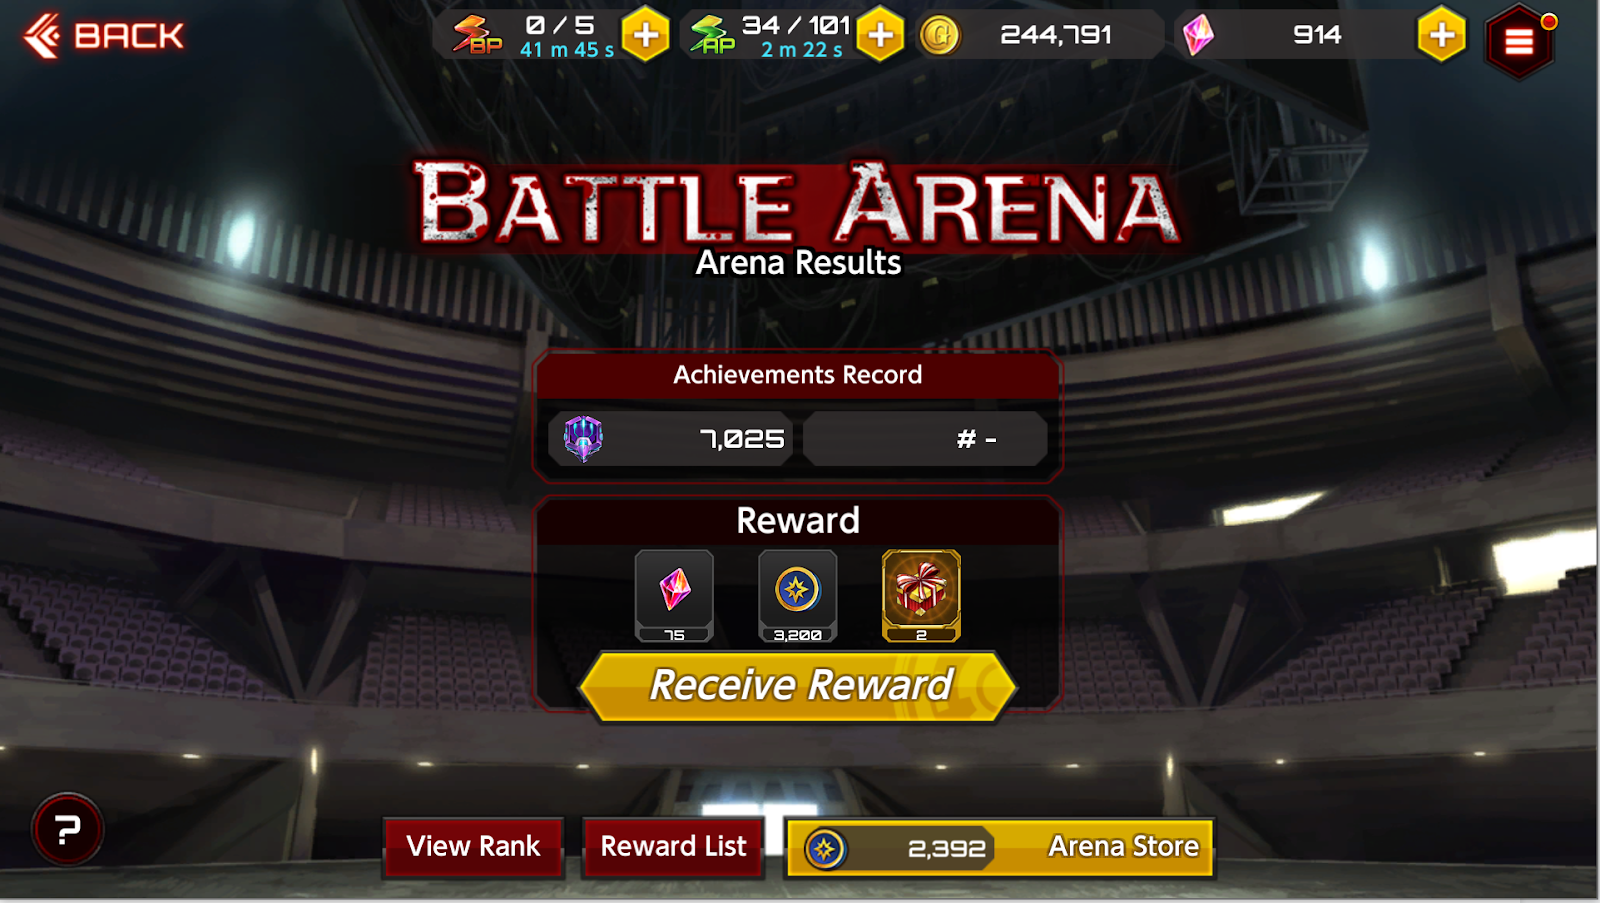 BACK
BP 0 / 5
41 m 45 s
AP 34 / 101
2 m 22 s
G 244,791
914
BATTLE ARENA
Arena Results
Achievements Record
7,025
# -
Reward
75
3,200
2
Receive Reward
?
View Rank
Reward List
2,392
Arena Store